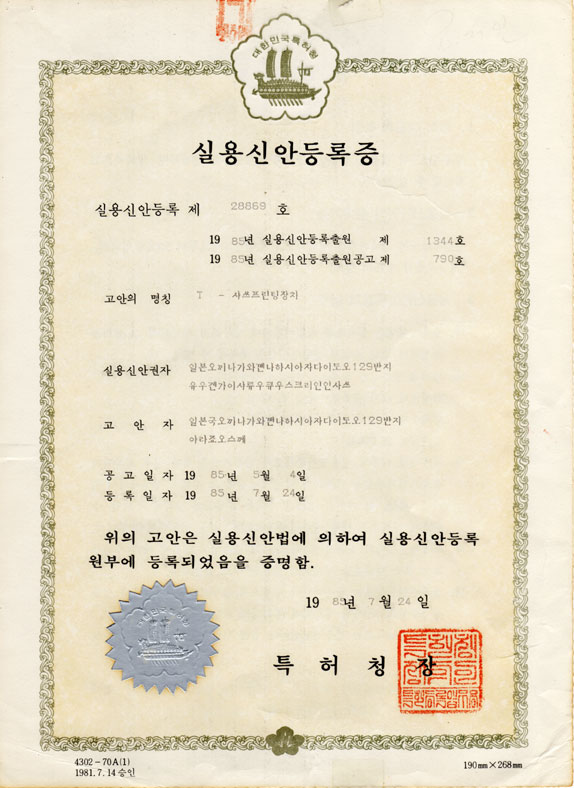 대한민국특허청
실용신안등록증
실용신안등록 제 28869 호
19 85년 실용신안등록출원 제 1344호
19 85년 실용신안등록출원공고 제 790호
고안의 명칭 T - 샤쓰프린팅장치
실용신안권자 일본오끼나가와켄나하시아자다이토오129반지
유우겐가이샤류우큐우스크리인인샤쓰
고안자 일본국오끼나가와켄나하시아자다이토오129반지
아라죠오스께
공고일자 19 85년 5월 4일
등록일자 19 85년 7월 24일
위의 고안은 실용신안법에 의하여 실용신안등록
원부에 등록되었음을 증명함.
19 85년 7월 24일
특허청장
4302-70A(1)
1981.7.14승인
190mm×268mm